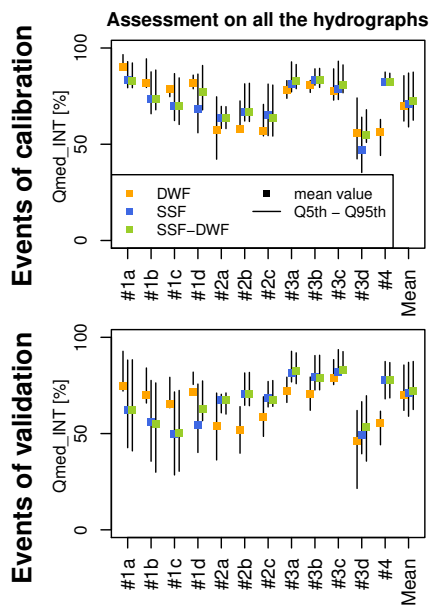 Assessment on all the hydrographs
Events of calibration
Qmed_INT [%]
100
50
0
DWF
SSF
SSF−DWF
mean value
Q5th − Q95th
#1a
#1b
#1c
#1d
#2a
#2b
#2c
#3a
#3b
#3c
#3d
#4
Mean
Events of validation
Qmed_INT [%]
100
50
0
#1a
#1b
#1c
#1d
#2a
#2b
#2c
#3a
#3b
#3c
#3d
#4
Mean